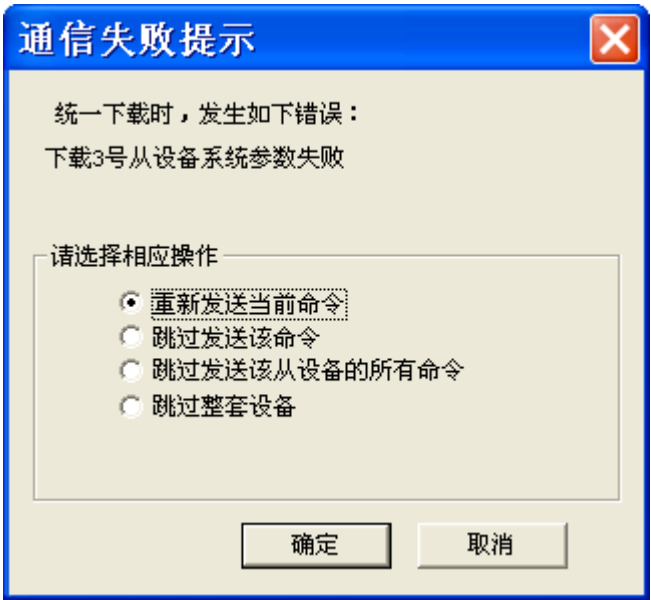 通信失败提示
统一下载时，发生如下错误：
下载3号从设备系统参数失败
请选择相应操作
重新发送当前命令
跳过发送该命令
跳过发送该从设备的所有命令
跳过整套设备
确定
取消